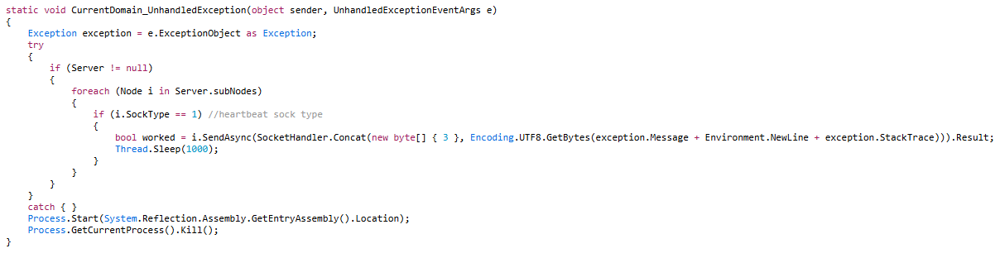 static void CurrentDomain_UnhandledException(object sender, UnhandledExceptionEventArgs e)
{
    Exception exception = e.ExceptionObject as Exception;
    try
    {
        if (Server != null)
        {
            foreach (Node i in Server.subNodes)
            {
                if (i.SockType == 1) //heartbeat sock type
                {
                    bool worked = i.SendAsync(SocketHandler.Concat(new byte[] { 3 }, Encoding.UTF8.GetBytes(exception.Message + Environment.NewLine + exception.StackTrace))).Result;
                    Thread.Sleep(1000);
                }
            }
        }
    }
    catch { }
    Process.Start(System.Reflection.Assembly.GetEntryAssembly().Location);
    Process.GetCurrentProcess().Kill();
}